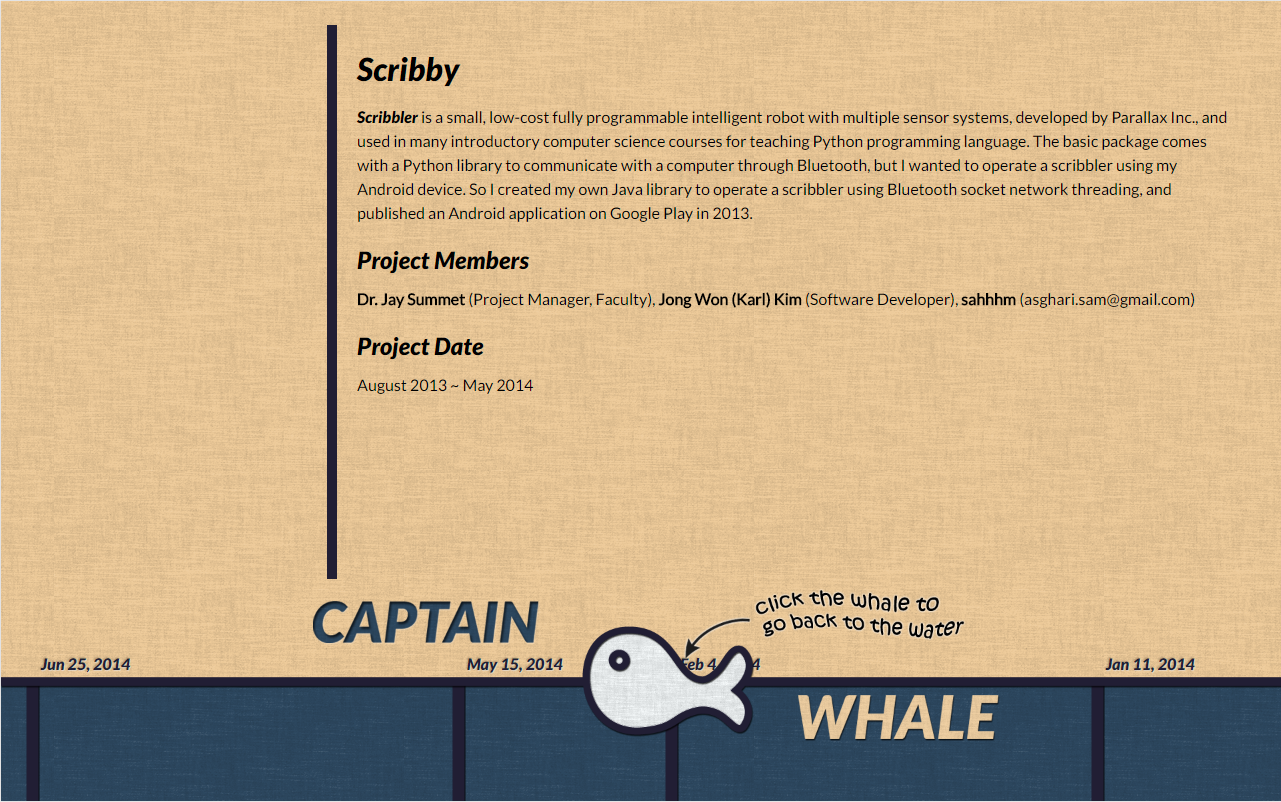 Scribby
Scribbler is a small, low-cost fully programmable intelligent robot with multiple sensor systems, developed by Parallax Inc., and
used in many introductory computer science courses for teaching Python programming language. The basic package comes
with a Python library to communicate with a computer through Bluetooth, but I wanted to operate a scribbler using my
Android device. So I created my own Java library to operate a scribbler using Bluetooth socket network threading, and
published an Android application on Google Play in 2013.
Project Members
Dr. Jay Summet (Project Manager, Faculty), Jong Won (Karl) Kim (Software Developer), sahhhm (asghari.sam@gmail.com)
Project Date
August 2013 ~ May 2014
click the whale to
go back to the water
CAPTAIN
Jun 25, 2014 May 15, 2014 Feb 4 4 Jan 11, 2014
WHALE